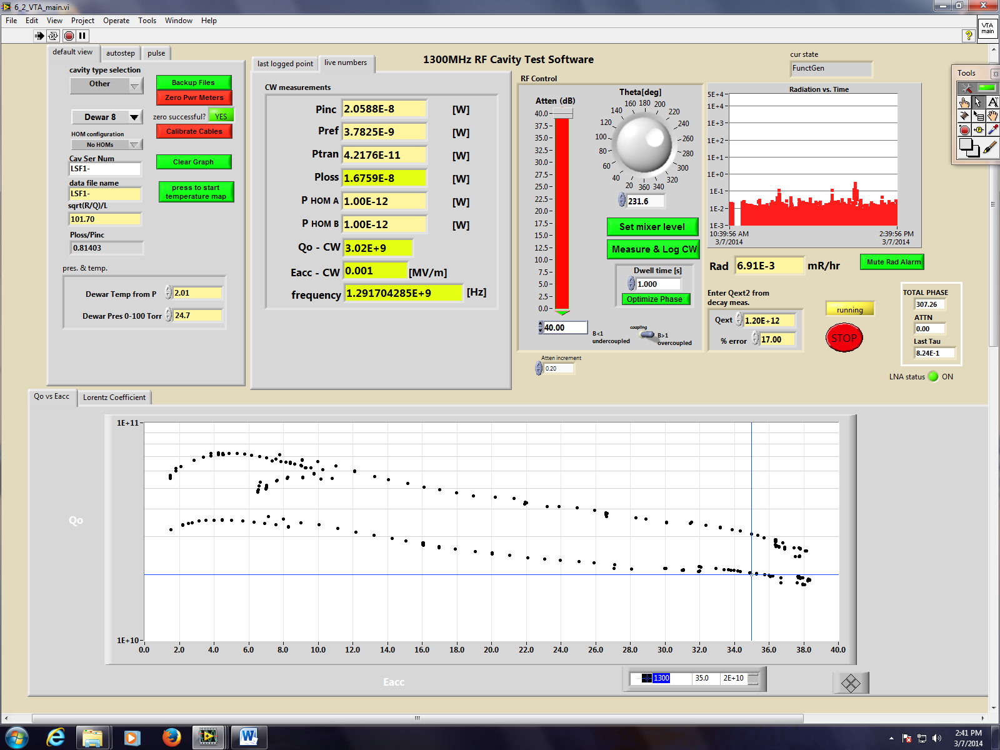 6_2_VTA_main.vi
File Edit View Project Operate Tools Window Help
VTA
main
default view autostep pulse
cavity type selection
Other
Backup Files
Zero Pwr Meters
Dewar 8
zero successful? YES
HOM configuration
No HOMs
Calibrate Cables
Cav Ser Num
LSF1-
Clear Graph
data file name
LSF1-
press to start
temperature map
sqrt(R/Q)/L
101.70
Ploss/Pinc
0.81403
pres. & temp.
Dewar Temp from P 2.01
Dewar Pres 0-100 Torr 24.7
last logged point live numbers
CW measurements
Pinc 2.0588E-8 [W]
Pref 3.7825E-9 [W]
Ptran 4.2176E-11 [W]
Ploss 1.6759E-8 [W]
P HOM A 1.00E-12 [W]
P HOM B 1.00E-12 [W]
Qo - CW 3.02E+9
Eacc - CW 0.001 [MV/m]
frequency 1.291704285E+9 [Hz]
1300MHz RF Cavity Test Software
RF Control
Atten (dB)
40.0
37.5
35.0
32.5
30.0
27.5
25.0
22.5
20.0
17.5
15.0
12.5
10.0
7.5
5.0
2.5
0.0
40.00
Atten increment
0.20
Theta[deg]
160 180 200
140 220
120 240
100 260
80 280
60 300
40 320
20 360 340
231.6
Set mixer level
Measure & Log CW
Dwell time [s]
1.000
Optimize Phase
coupling
B<1
undercoupled
B>1
overcoupled
cur state
FunctGen
Radiation vs. Time
5E+4
1E+4
1E+3
1E+2
1E+1
1E+0
1E-1
1E-2
1E-3
10:39:56 AM 2:39:56 PM
3/7/2014 3/7/2014
Rad 6.91E-3 mR/hr
Mute Rad Alarm
Enter Qext2 from
decay meas.
Qext 1.20E+12
% error 17.00
running
STOP
TOTAL PHASE
307.26
ATTN
0.00
Last Tau
8.24E-1
LNA status ON
Tools
Qo vs Eacc Lorentz Coefficient
1E+11
Qo
1E+10
0.0 2.0 4.0 6.0 8.0 10.0 12.0 14.0 16.0 18.0 20.0 22.0 24.0 26.0 28.0 30.0 32.0 34.0 36.0 38.0 40.0
Eacc
1300 35.0 2E+10
2:41 PM
3/7/2014